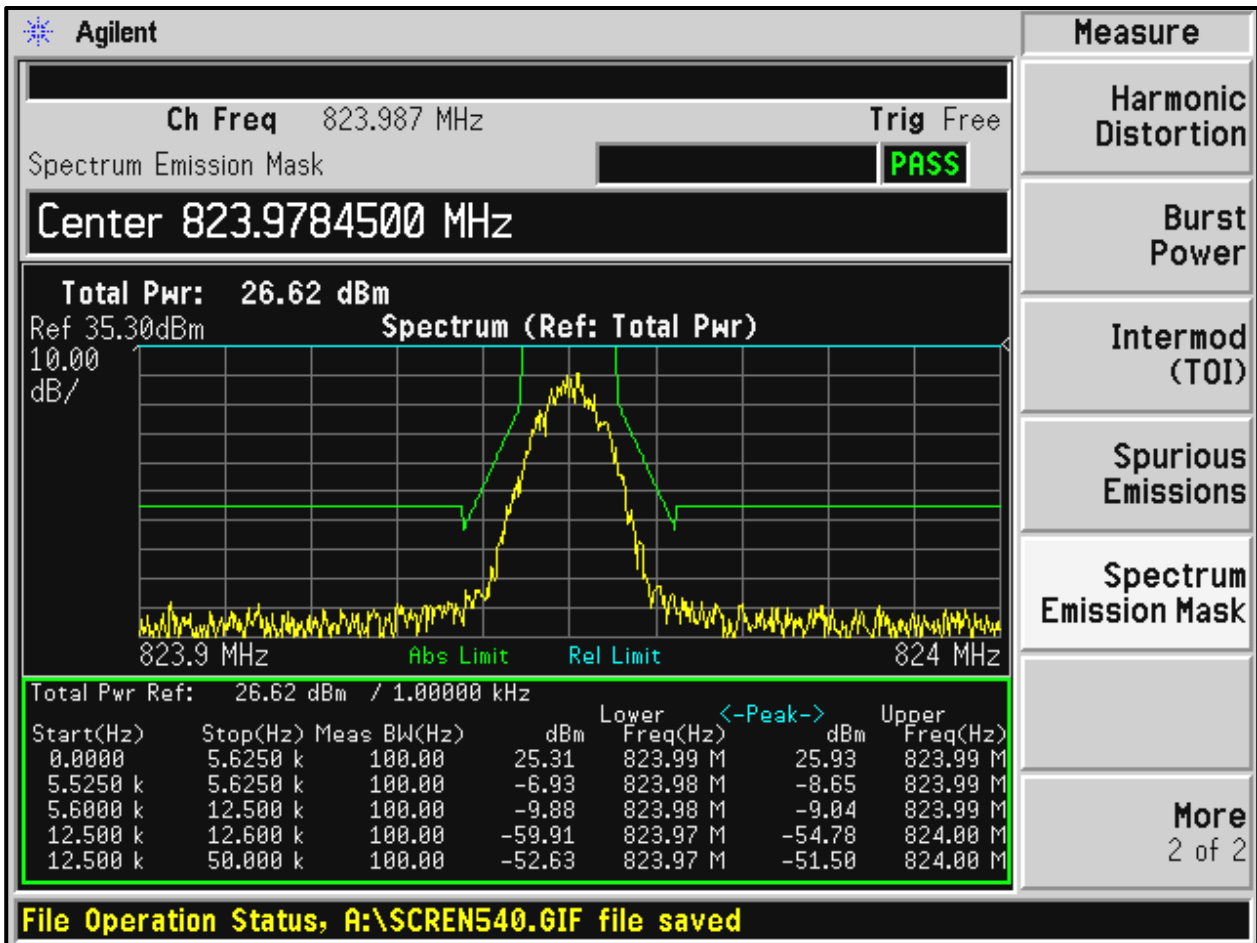 Agilent
Measure
Ch Freq 823.987 MHz Trig Free
Spectrum Emission Mask PASS
Center 823.9784500 MHz
Total Pwr: 26.62 dBm
Ref 35.30dBm Spectrum (Ref: Total Pwr)
10.00
dB/
823.9 MHz Abs Limit Rel Limit 824 MHz
Total Pwr Ref: 26.62 dBm / 1.00000 kHz
Lower <-Peak-> Upper
Start(Hz) Stop(Hz) Meas BW(Hz) dBm Freq(Hz) dBm Freq(Hz)
0.0000 5.6250 k 100.00 25.31 823.99 M 25.93 823.99 M
5.5250 k 5.6250 k 100.00 -6.93 823.98 M -8.65 823.99 M
5.6000 k 12.500 k 100.00 -9.88 823.98 M -9.04 823.99 M
12.500 k 12.600 k 100.00 -59.91 823.97 M -54.78 824.00 M
12.500 k 50.000 k 100.00 -52.63 823.97 M -51.50 824.00 M
Harmonic
Distortion
Burst
Power
Intermod
(TOI)
Spurious
Emissions
Spectrum
Emission Mask
More
2 of 2
File Operation Status, A:\SCREN540.GIF file saved